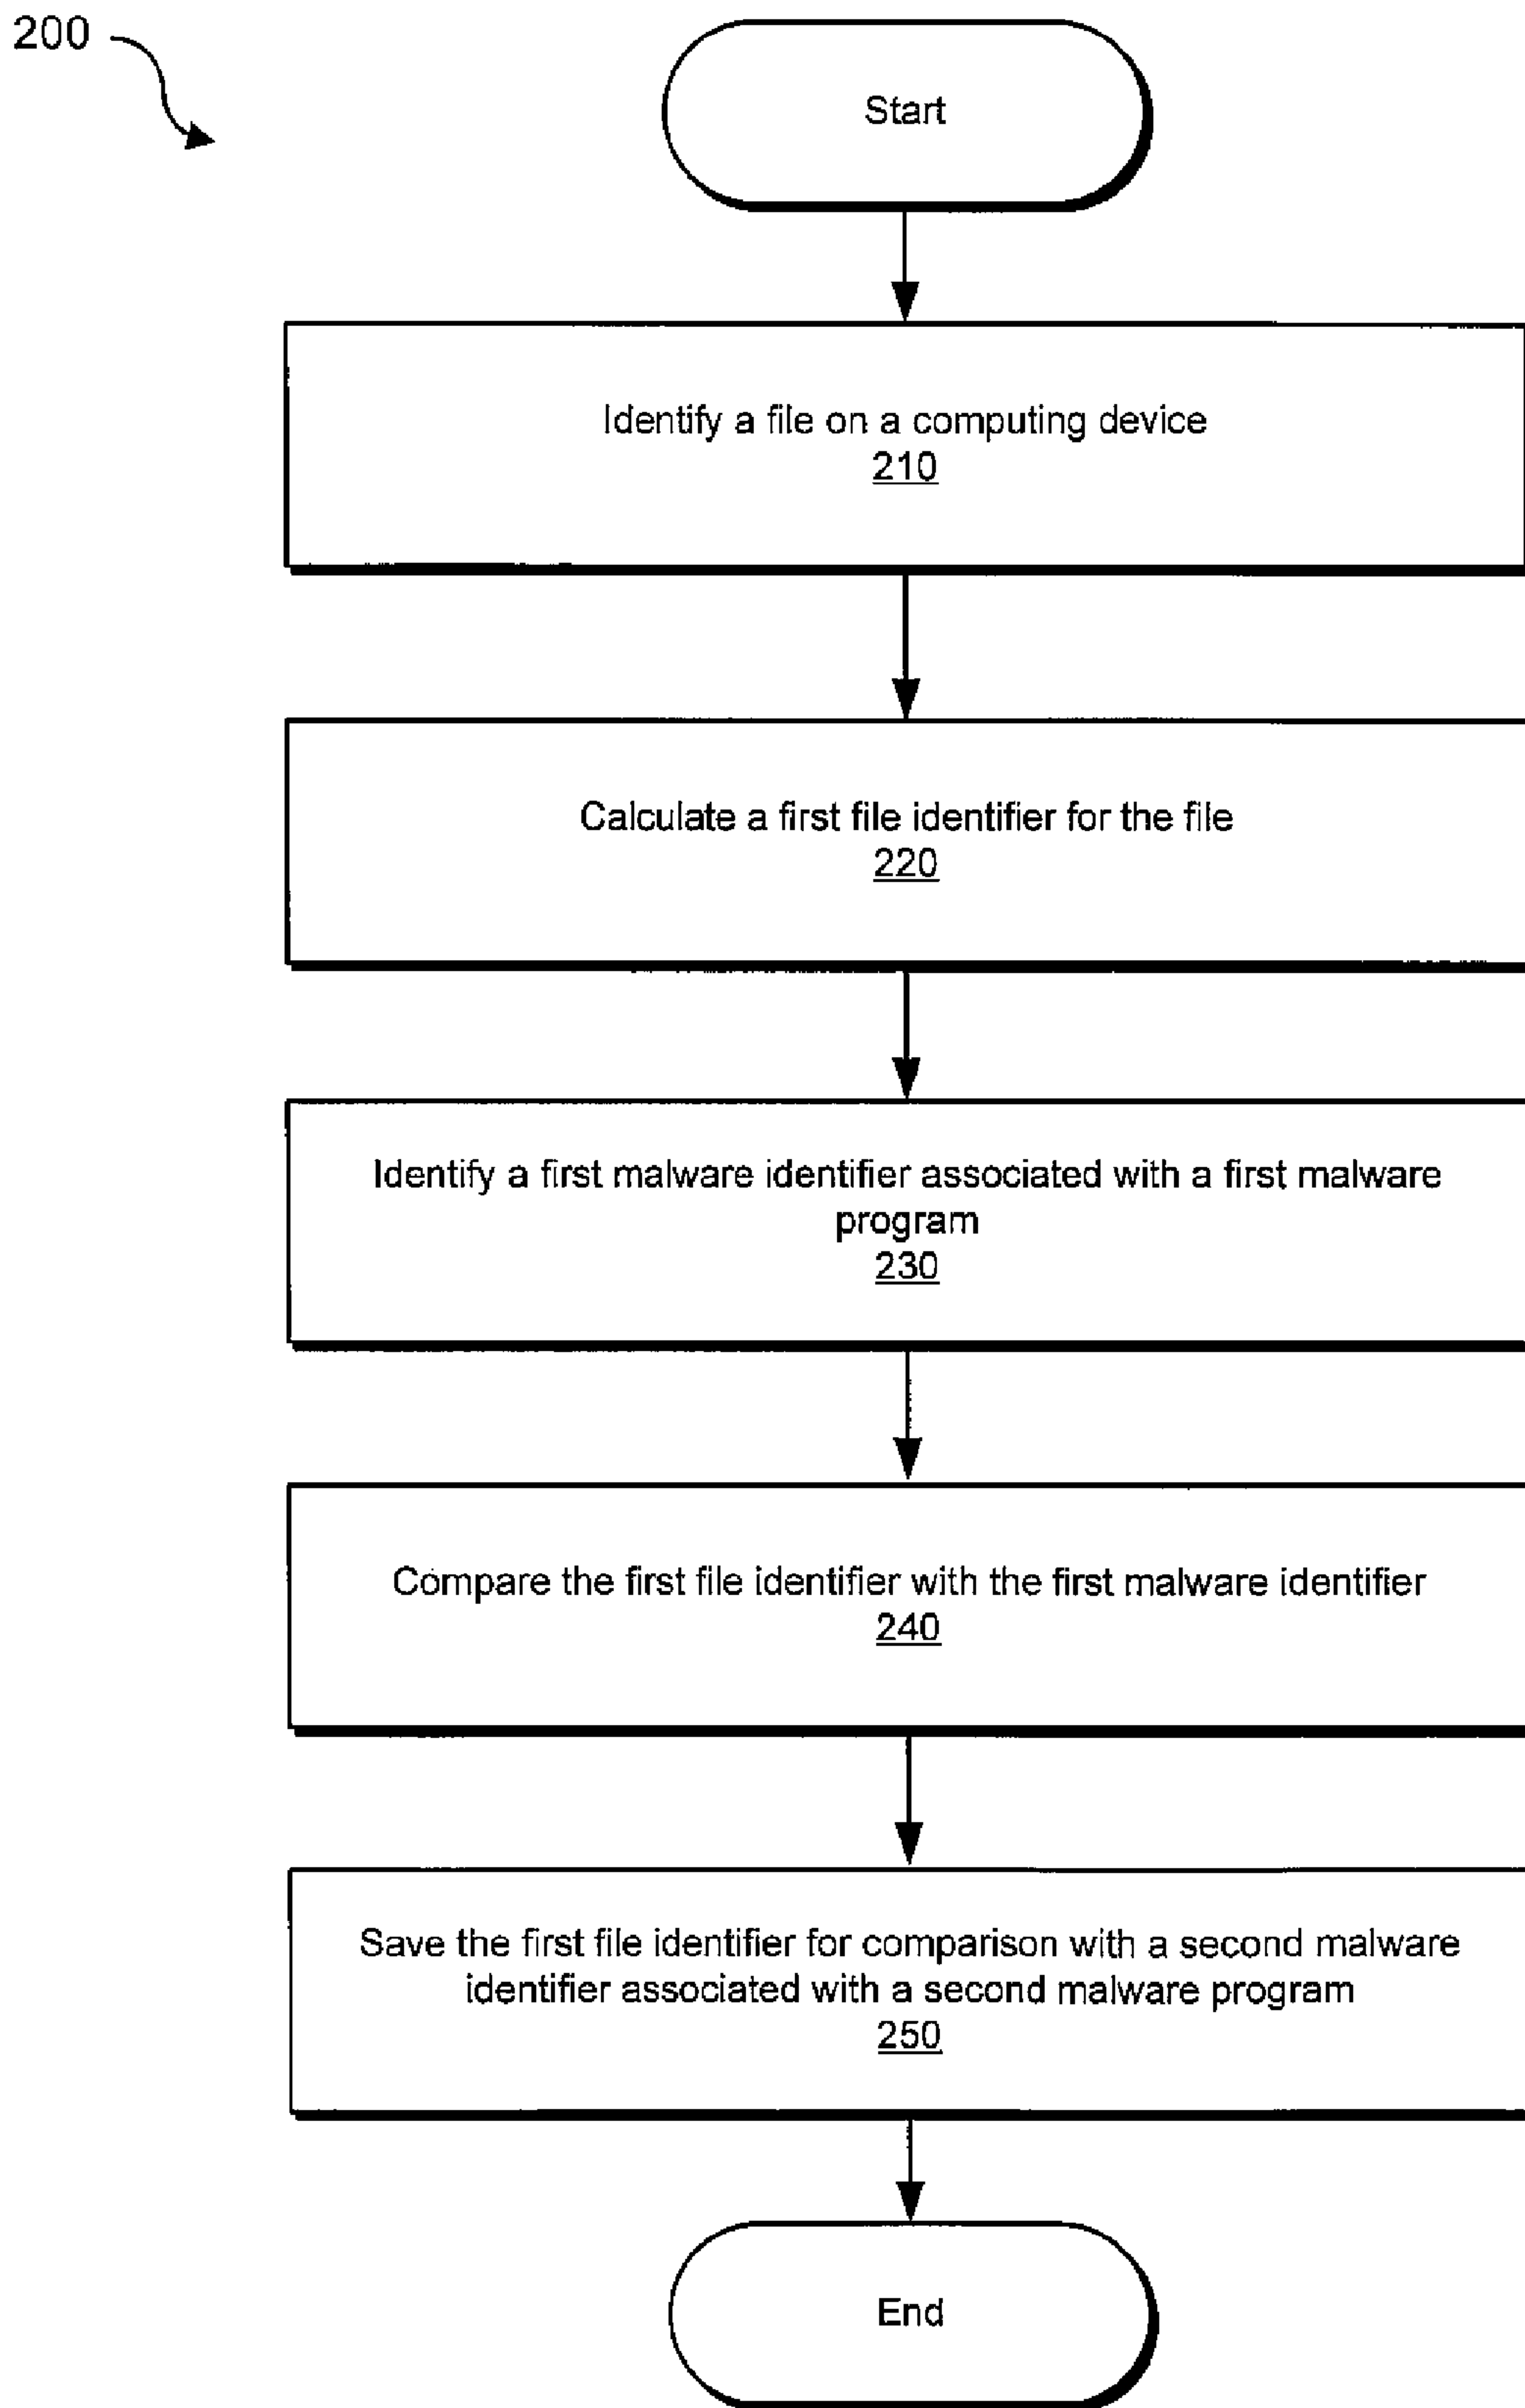 200
Start
Identify a file on a computing device
210
Calculate a first file identifier for the file
220
Identify a first malware identifier associated with a first malware
program
230
Compare the first file identifier with the first malware identifier
240
Save the first file identifier for comparison with a second malware
identifier associated with a second malware program
250
End